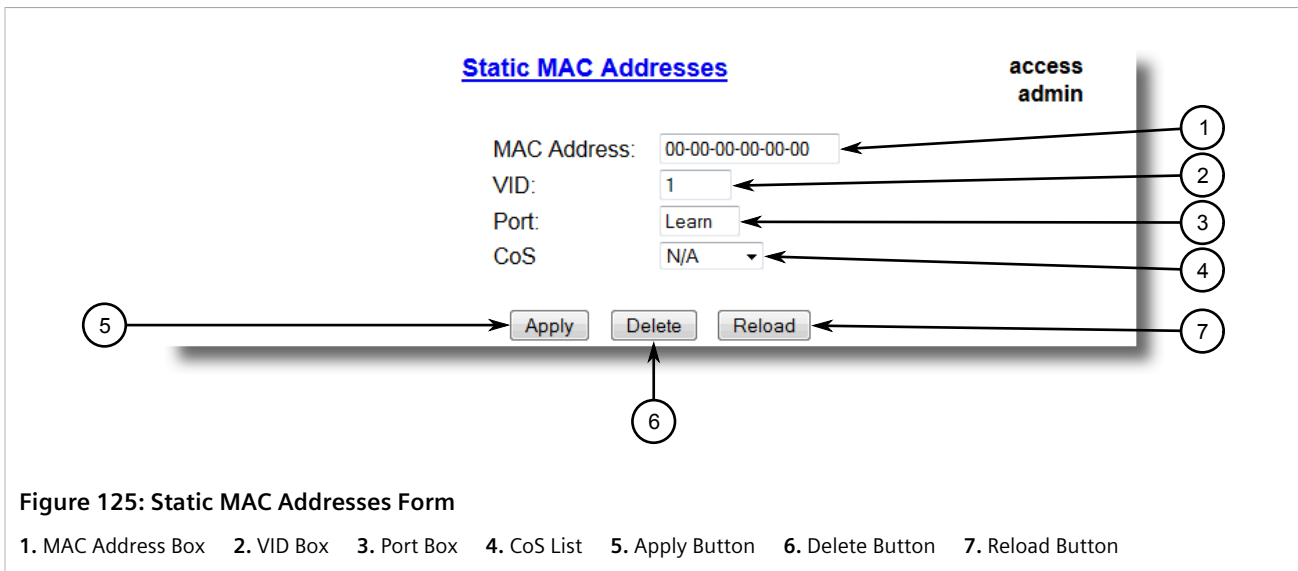 Static MAC Addresses
access
admin
MAC Address: 00-00-00-00-00-00
1
VID: 1
2
Port: Learn
3
CoS N/A
4
5
Apply Delete Reload
7
6
Figure 125: Static MAC Addresses Form
1. MAC Address Box 2. VID Box 3. Port Box 4. CoS List 5. Apply Button 6. Delete Button 7. Reload Button